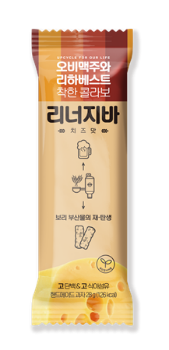 UPCYCLE FOR OUR LIFE
오비맥주와
리하베스트
착한 콜라보
리너지바
치즈맛
보리 부산물의 재·탄생
고 단백 & 고 식이섬유